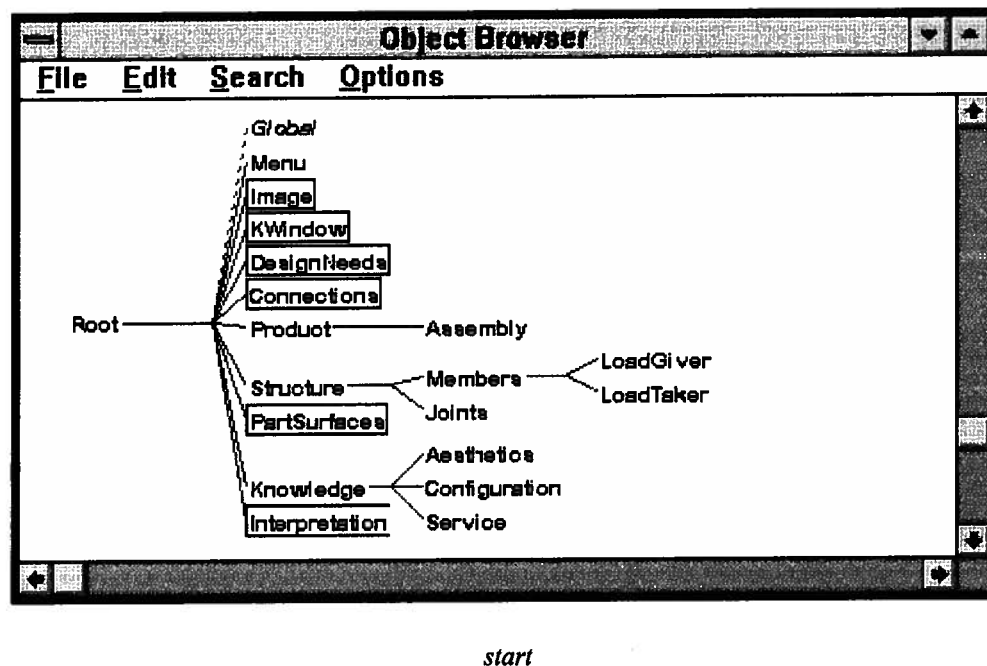 Object Browser
File Edit Search Options
Global
Menu
Image
KWindow
DesignNeeds
Connections
Root Product Assembly
LoadGiver
Structure Members
LoadTaker
Joints
PartSurfaces
Aesthetics
Knowledge Configuration
Interpretation Service
start